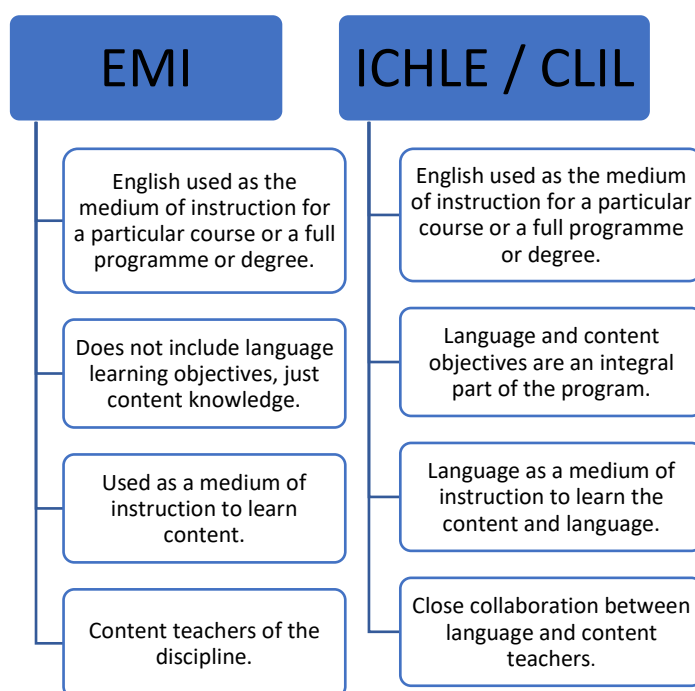 EMI
English used as the
medium of instruction for
a particular course or a full
programme or degree.
Does not include language
learning objectives, just
content knowledge.
Used as a medium of
instruction to learn
content.
Content teachers of the
discipline.
ICHLE / CLIL
English used as the medium
of instruction for a particular
course or a full programme
or degree.
Language and content
objectives are an integral
part of the program.
Language as a medium of
instruction to learn the
content and language.
Close collaboration between
language and content
teachers.